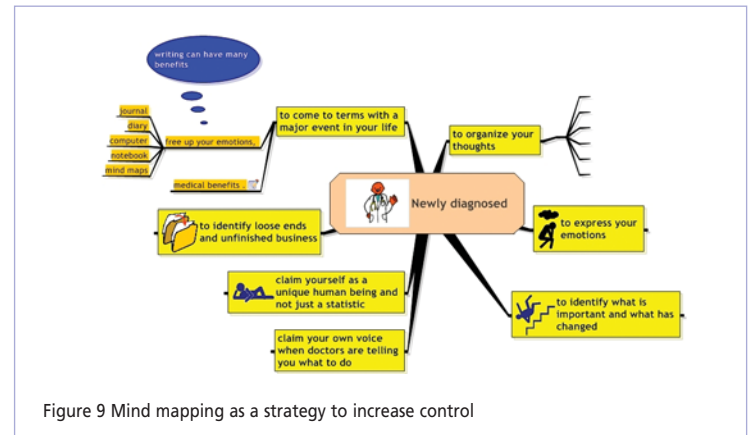 writing can have many
benefits
journal
diary
computer
notebook
mind maps
free up your emotions,
medical benefits .
to come to terms with a
major event in your life
to organize your
thoughts
Newly diagnosed
to identify loose ends
and unfinished business
to express your
emotions
claim yourself as a
unique human being and
not just a statistic
to identify what is
important and what has
changed
claim your own voice
when doctors are telling
you what to do
Figure 9 Mind mapping as a strategy to increase control